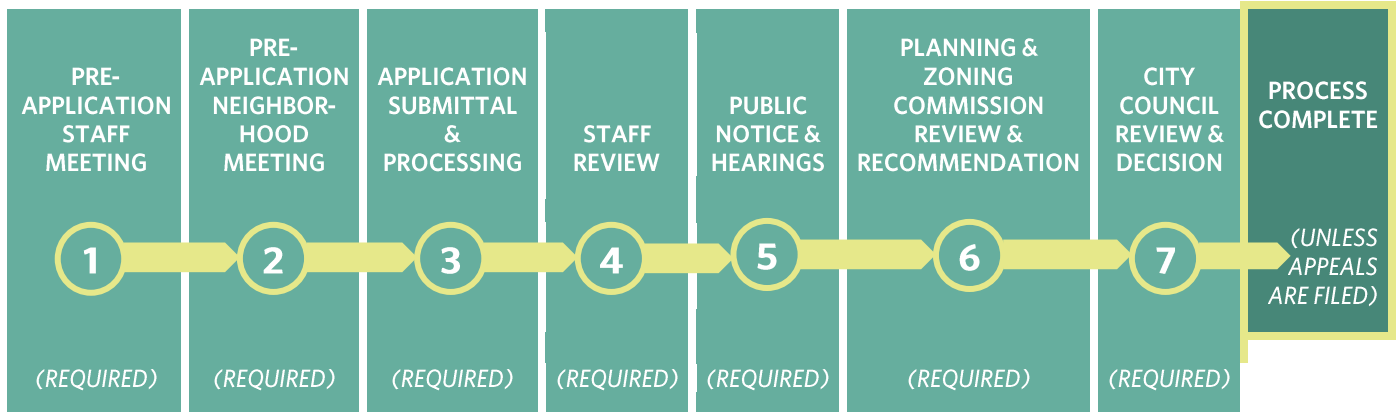 PRE-
APPLICATION
STAFF
MEETING
1
(REQUIRED)
PRE-
APPLICATION
NEIGHBOR-
HOOD
MEETING
2
(REQUIRED)
APPLICATION
SUBMITTAL
&
PROCESSING
3
(REQUIRED)
STAFF
REVIEW
4
(REQUIRED)
PUBLIC
NOTICE &
HEARINGS
5
(REQUIRED)
PLANNING &
ZONING
COMMISSION
REVIEW &
RECOMMENDATION
6
(REQUIRED)
CITY
COUNCIL
REVIEW &
DECISION
7
(REQUIRED)
PROCESS
COMPLETE
(UNLESS
APPEALS
ARE FILED)